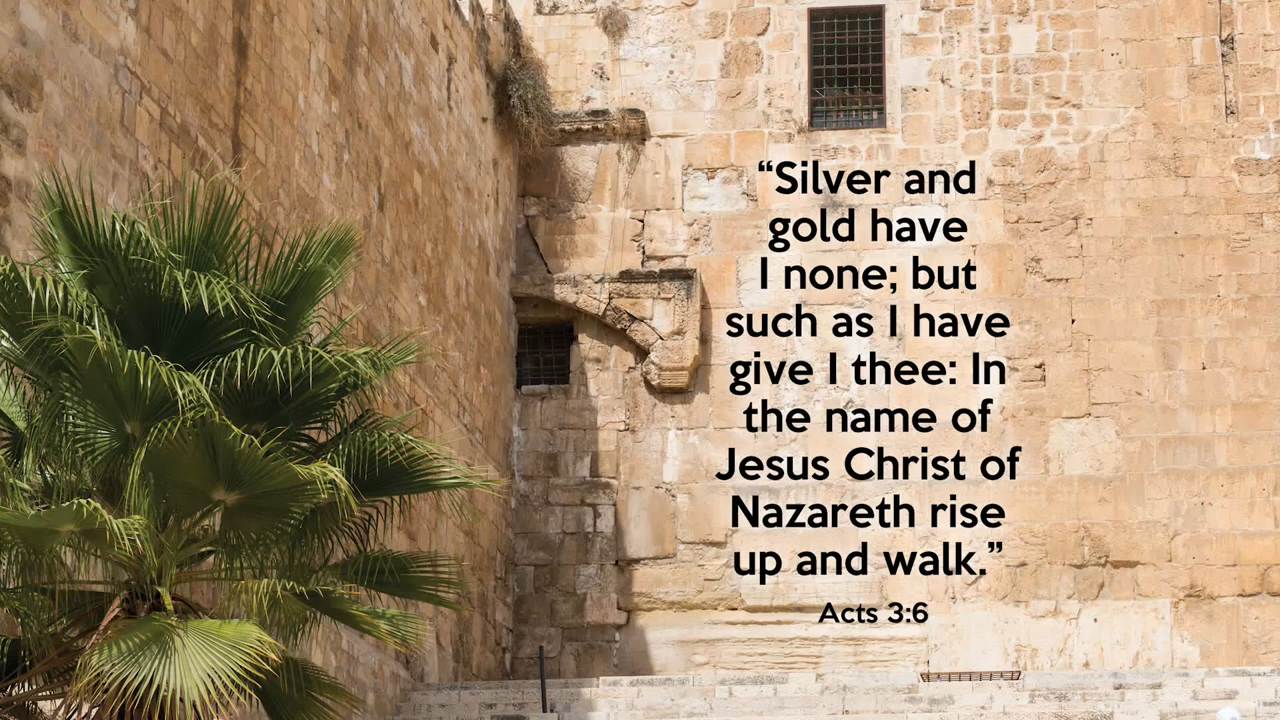 “Silver and
gold have
I none; but
such as I have
give I thee: In
the name of
Jesus Christ of
Nazareth rise
up and walk.”
Acts 3:6